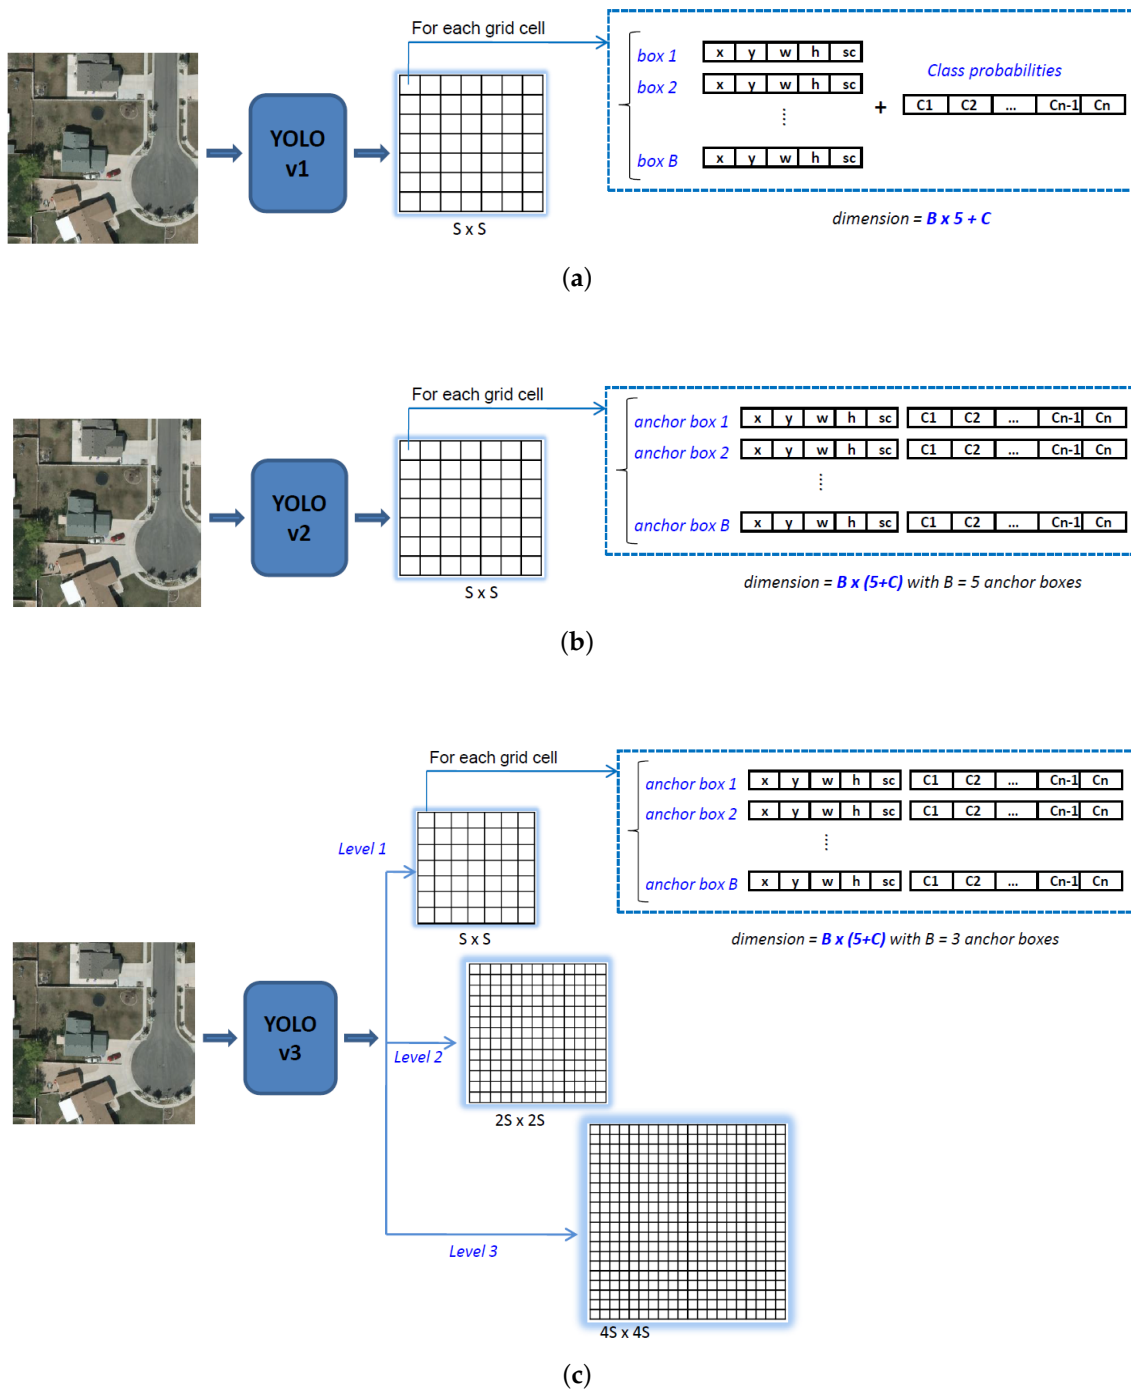 For each grid cell
box 1
x y w h sc
box 2
x y w h sc
Class probabilities
+
C1 C2 ... Cn-1 Cn
box B
x y w h sc
YOLO
v1
S x S
dimension = B x 5 + C
(a)
For each grid cell
anchor box 1
x y w h sc C1 C2 ... Cn-1 Cn
anchor box 2
x y w h sc C1 C2 ... Cn-1 Cn
anchor box B
x y w h sc C1 C2 ... Cn-1 Cn
YOLO
v2
S x S
dimension = B x (5+C) with B = 5 anchor boxes
(b)
For each grid cell
anchor box 1
x y w h sc C1 C2 ... Cn-1 Cn
anchor box 2
x y w h sc C1 C2 ... Cn-1 Cn
anchor box B
x y w h sc C1 C2 ... Cn-1 Cn
Level 1
S x S
dimension = B x (5+C) with B = 3 anchor boxes
YOLO
v3
Level 2
2S x 2S
Level 3
4S x 4S
(c)